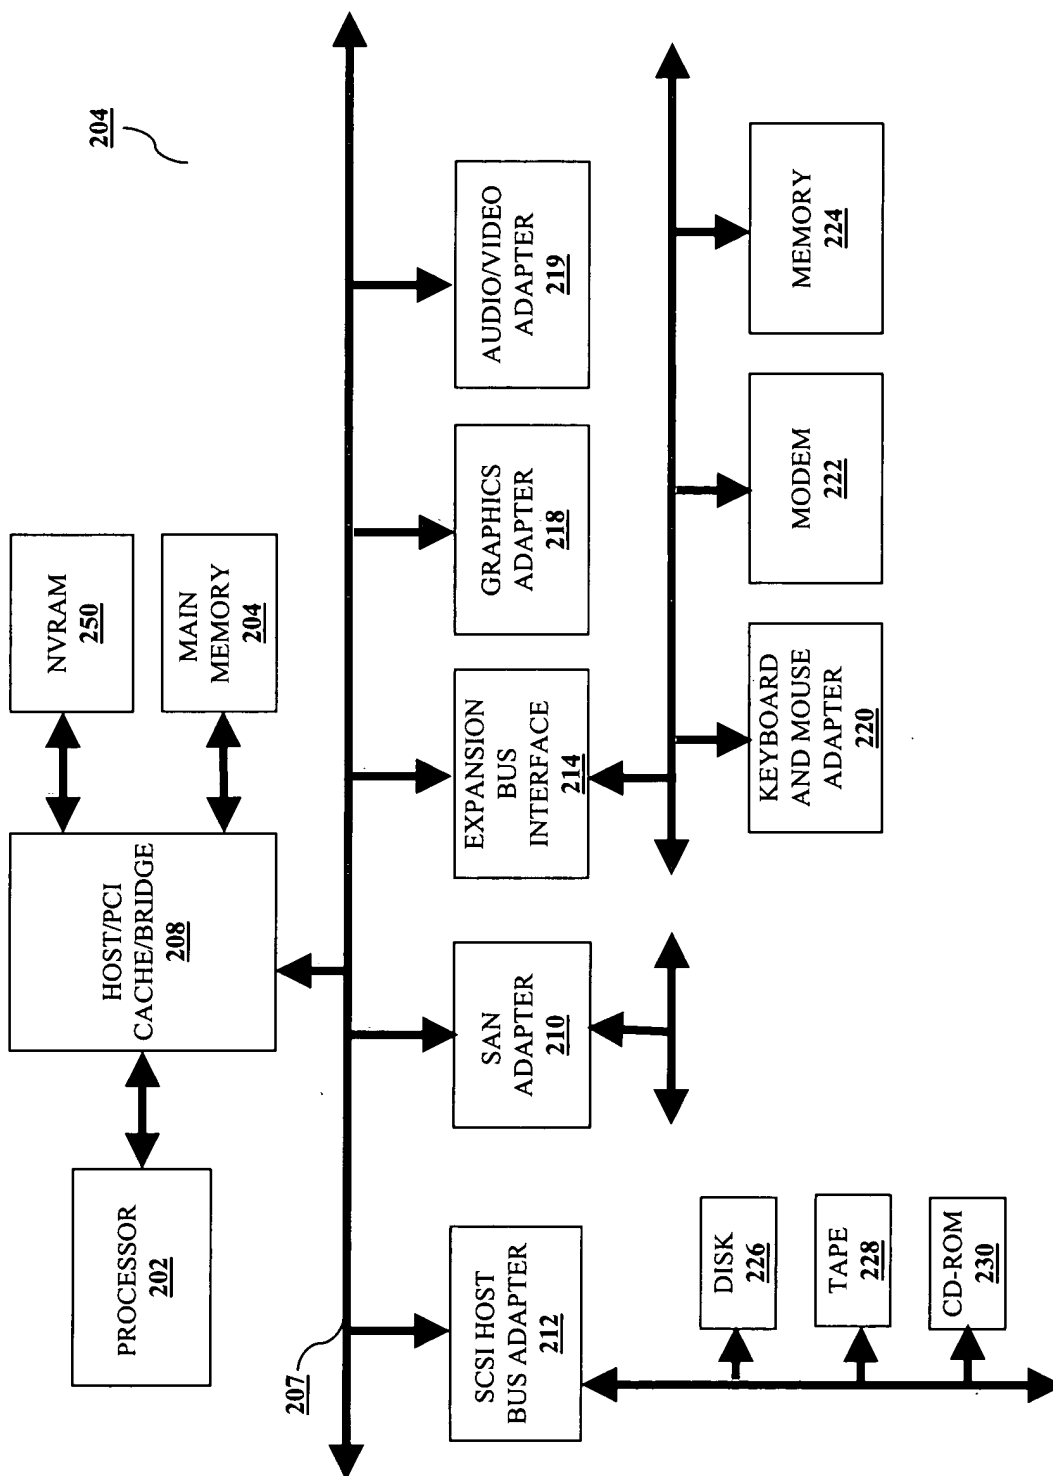 204
PROCESSOR
202
HOST/PCI
CACHE/BRIDGE
208
NVRAM
250
MAIN
MEMORY
204
207
SCSI HOST
BUS ADAPTER
212
SAN
ADAPTER
210
EXPANSION
BUS
INTERFACE
214
GRAPHICS
ADAPTER
218
AUDIO/VIDEO
ADAPTER
219
DISK
226
TAPE
228
CD-ROM
230
KEYBOARD
AND MOUSE
ADAPTER
220
MODEM
222
MEMORY
224